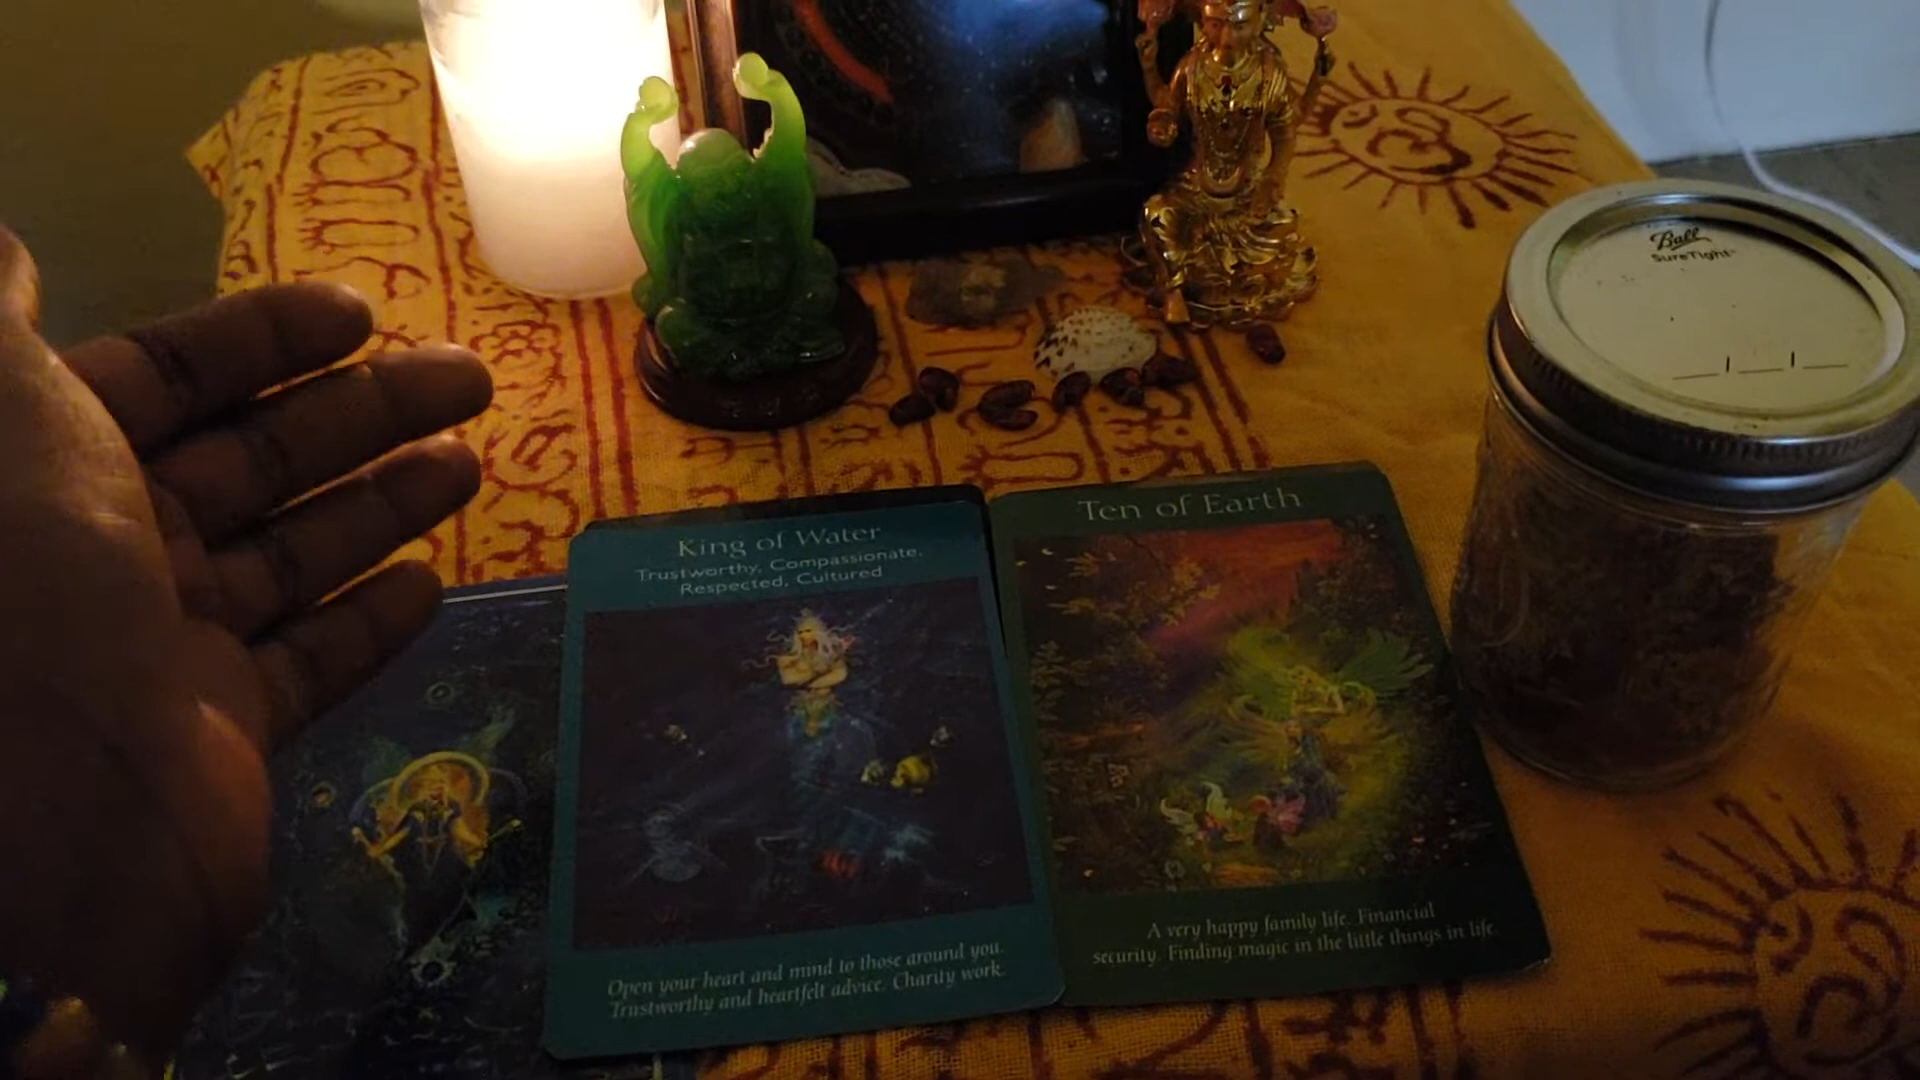 Ball
SureTight
Ten of Earth
King of Water
Trustworthy, Compassionate,
Respected, Cultured
A very happy family life. Financial
security. Finding magic in the little things in life.
Open your heart and mind to those around you.
Trustworthy and heartfelt advice. Charity work.